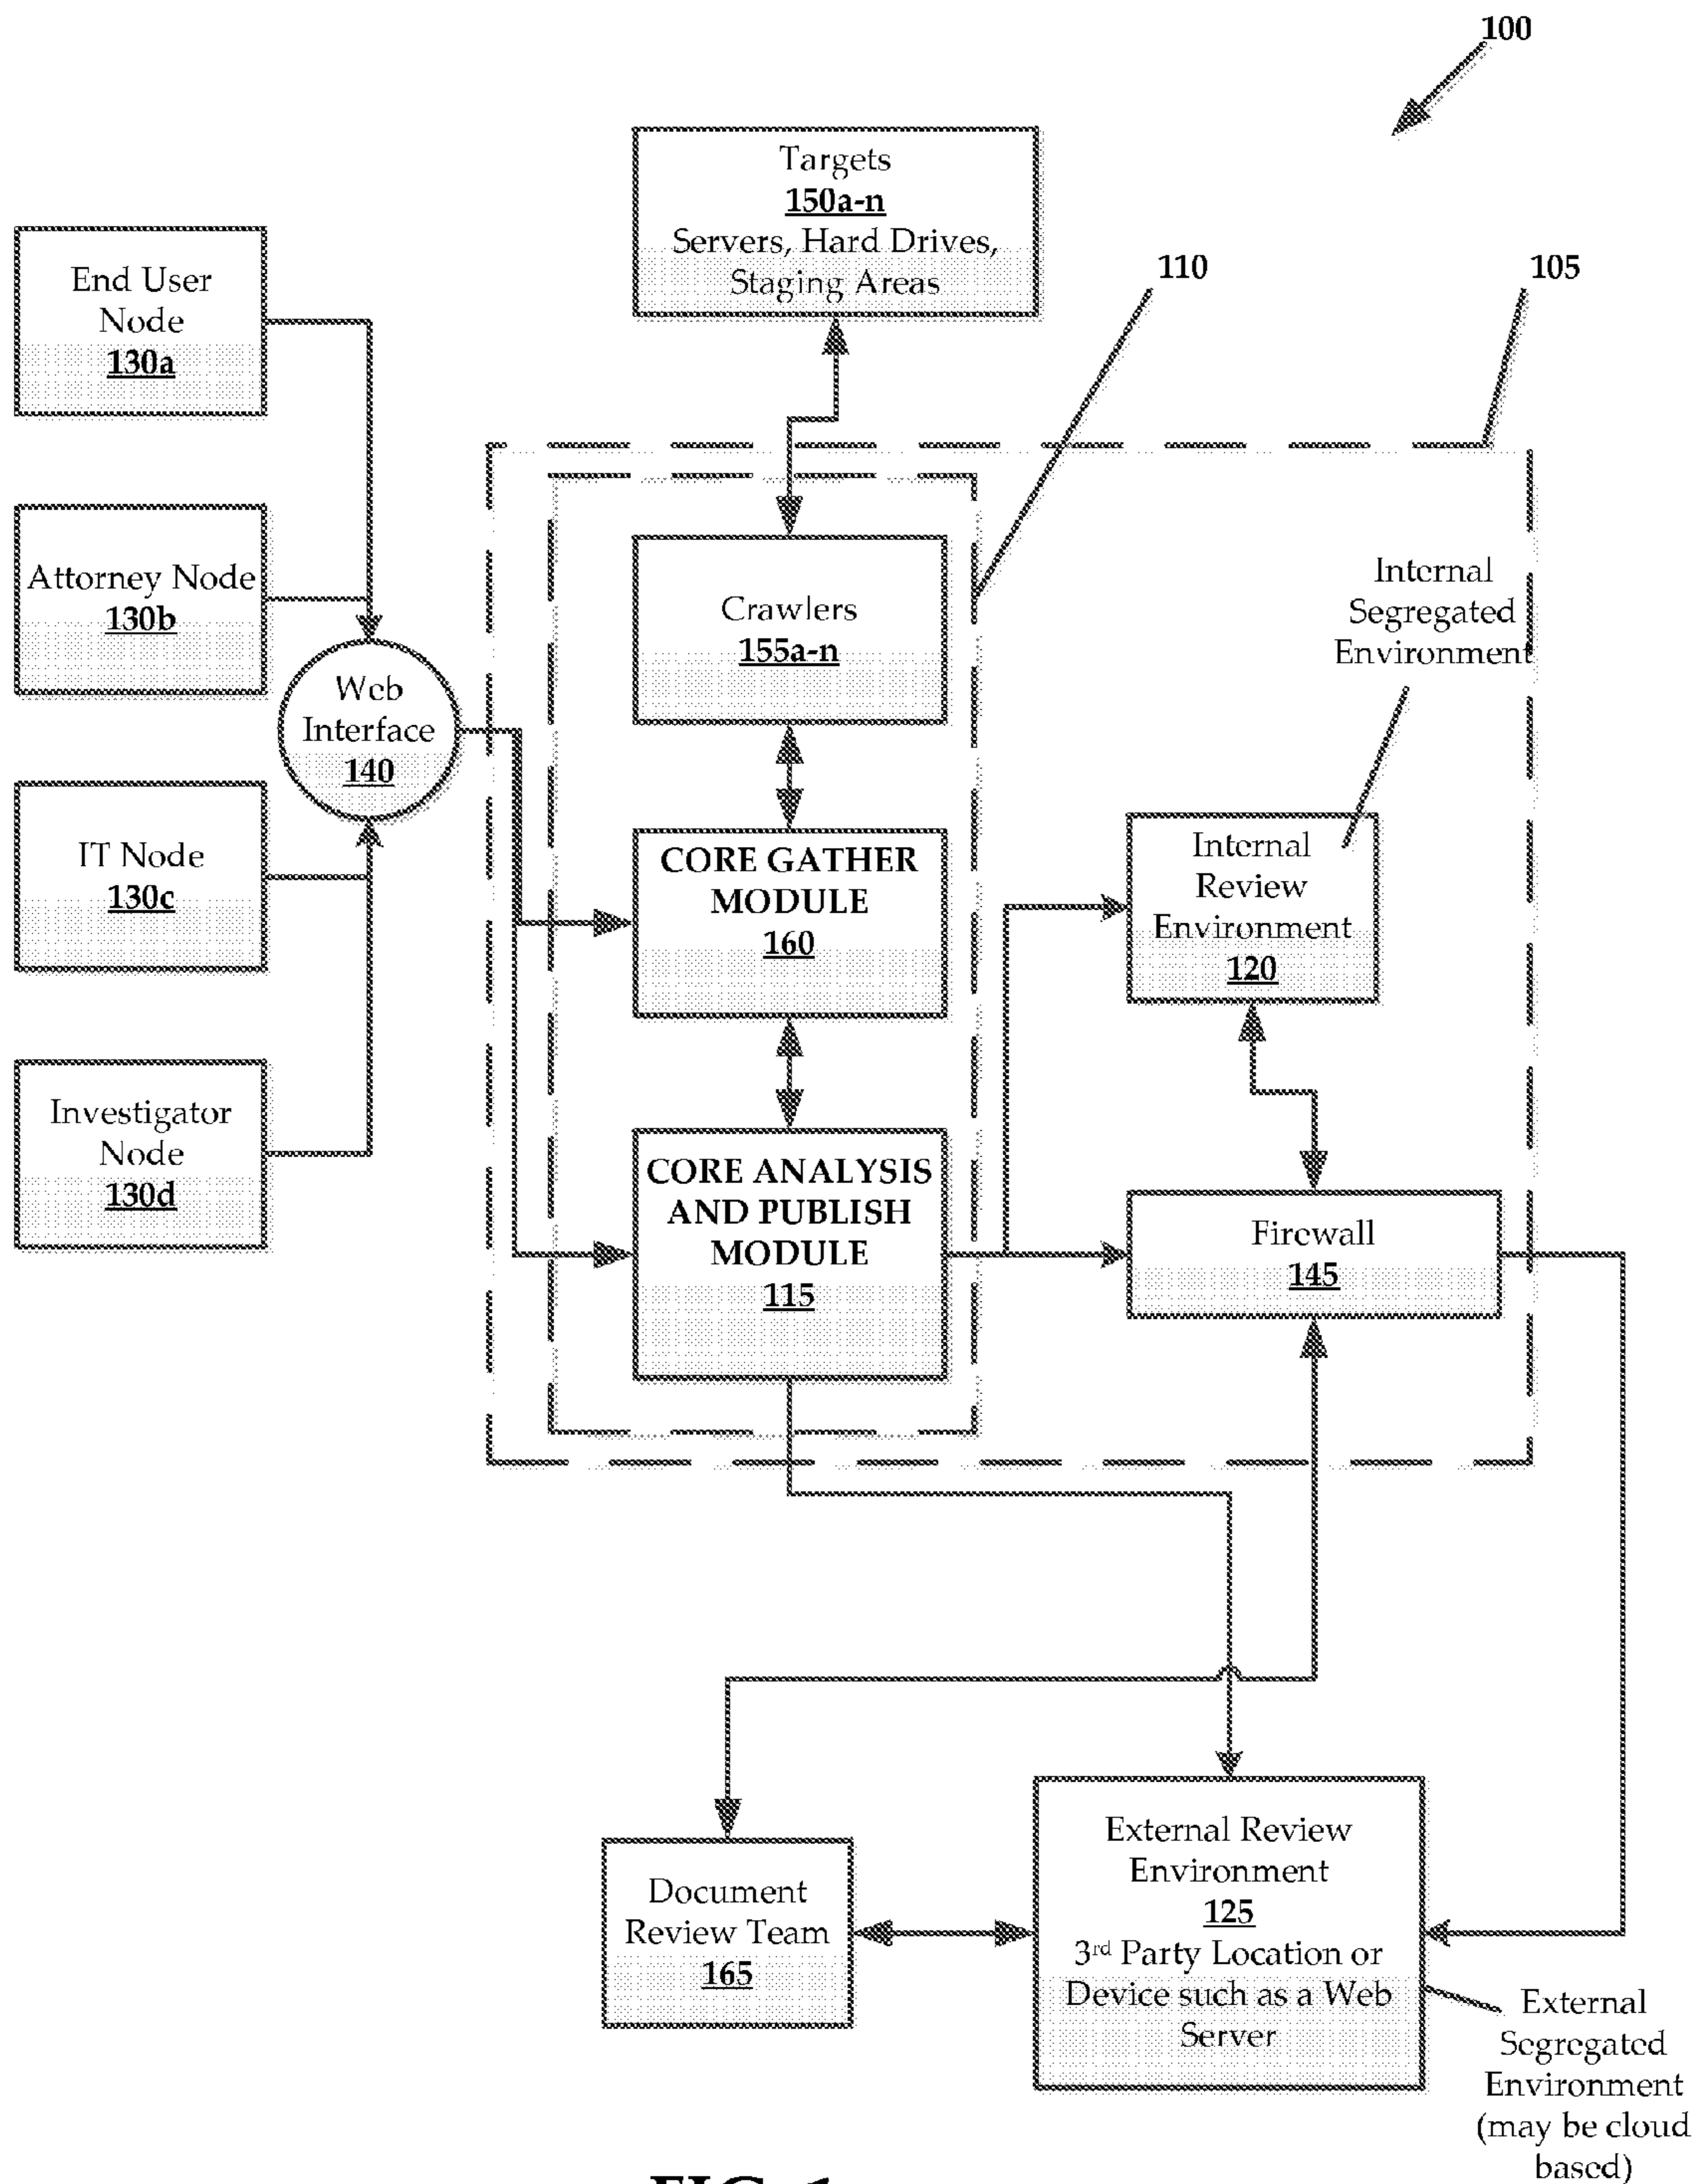 100
Targets
150a-n
Servers, Hard Drives,
Staging Areas
110
105
End User
Node
130a
Attorney Node
130b
IT Node
130c
Investigator
Node
130d
Web
Interface
140
Crawlers
155a-n
CORE GATHER
MODULE
160
CORE ANALYSIS
AND PUBLISH
MODULE
115
Internal
Segregated
Environment
Internal
Review
Environment
120
Firewall
145
Document
Review Team
165
External Review
Environment
125
3rd Party Location or
Device such as a Web
Server
External
Segregated
Environment
(may be cloud
based)